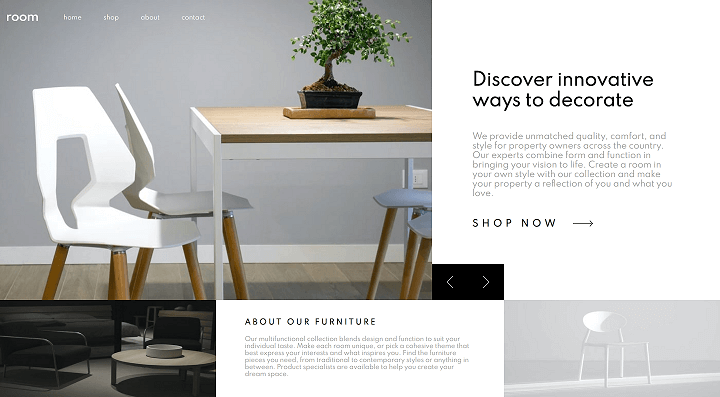 room
home shop about contact
Discover innovative
ways to decorate
We provide unmatched quality, comfort, and
style for property owners across the country.
Our experts combine form and function in
bringing your vision to life. Create a room in
your own style with our collection and make
your property a reflection of you and what you
love.
SHOP NOW
ABOUT OUR FURNITURE
Our multifunctional collection blends design and function to suit your
individual taste. Make each room unique, or pick a cohesive theme that
best express your interests and what inspires you. Find the furniture
pieces you need, from traditional to contemporary styles or anything in
between. Product specialists are available to help you create your
dream space.